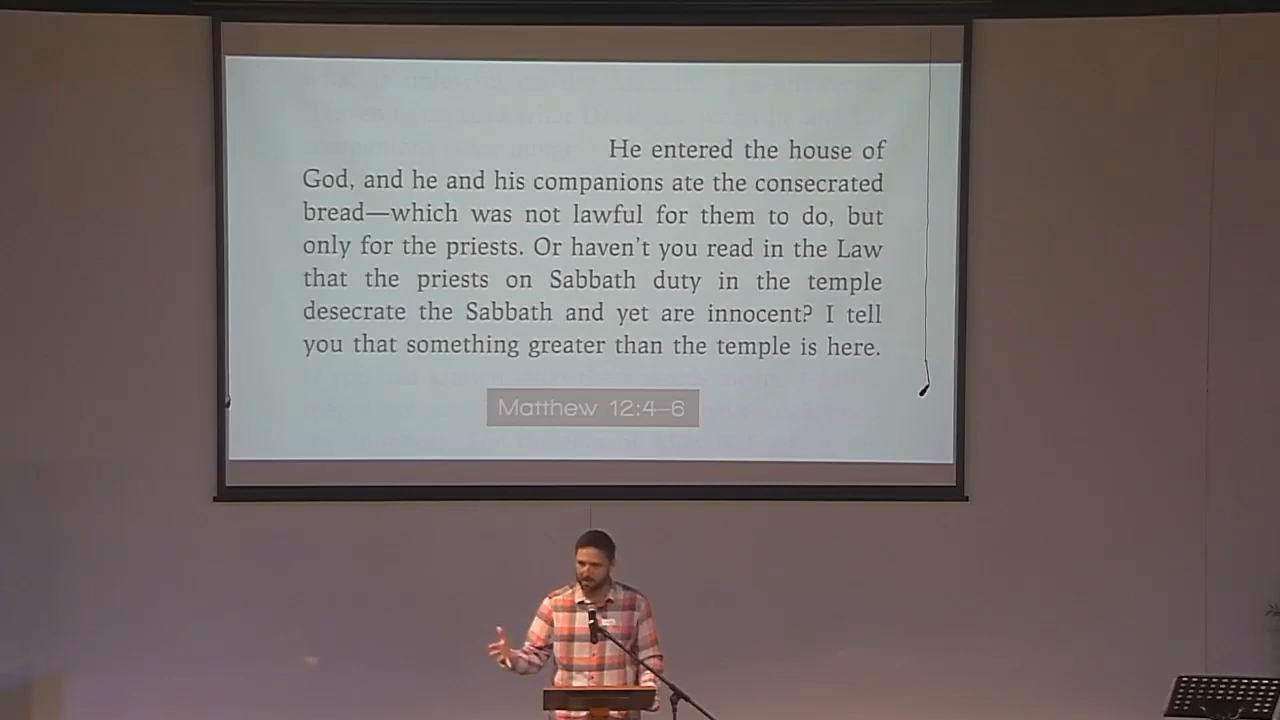 He entered the house of
God, and he and his companions ate the consecrated
bread—which was not lawful for them to do, but
only for the priests. Or haven't you read in the Law
that the priests on Sabbath duty in the temple
desecrate the Sabbath and yet are innocent? I tell
you that something greater than the temple is here.
Matthew 12:4–6